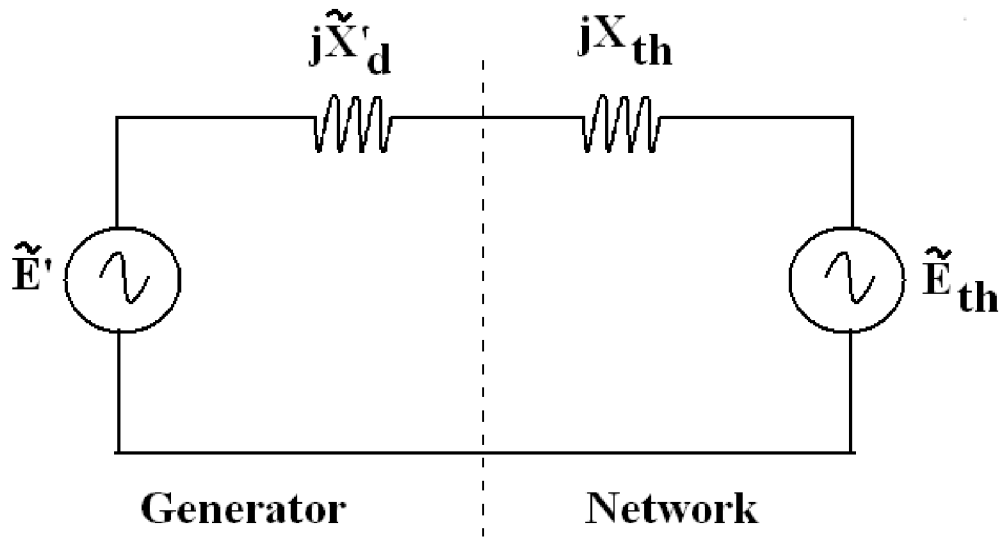 jX̃'d
jXth
Ẽ'
Ẽth
Generator
Network